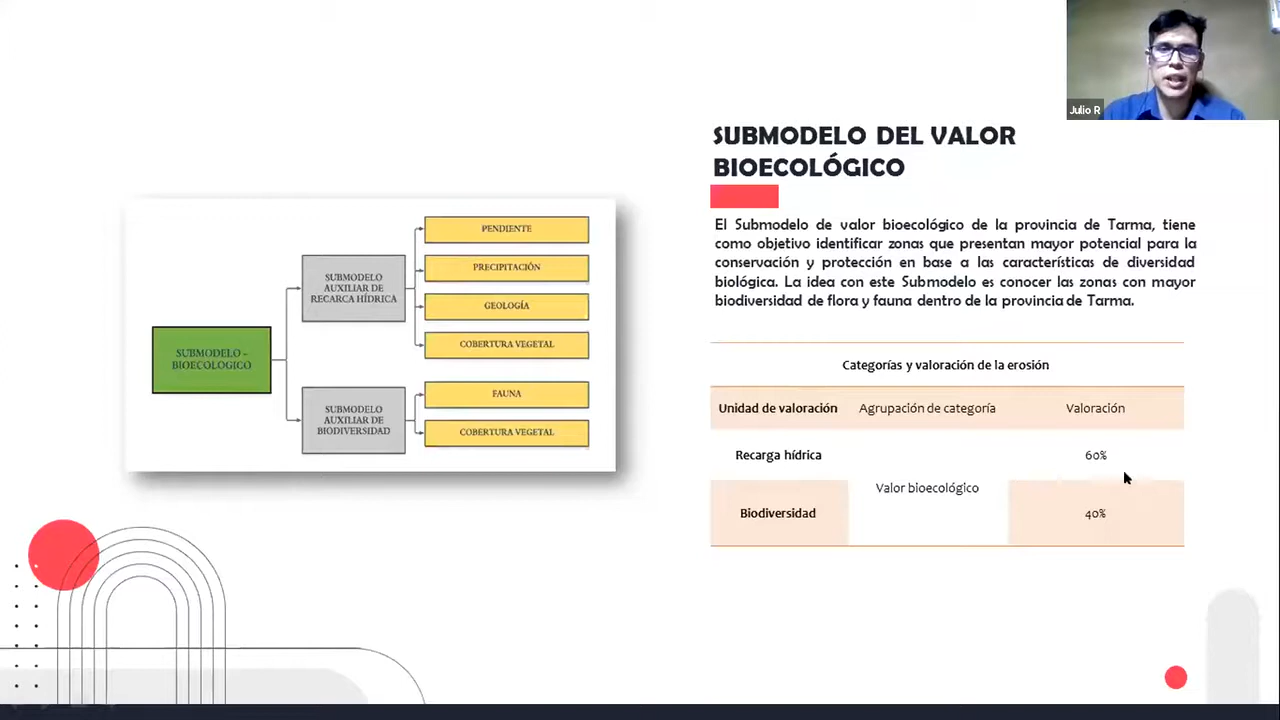 Julio R
SUBMODELO DEL VALOR
BIOECOLÓGICO
El Submodelo de valor bioecológico de la provincia de Tarma, tiene
como objetivo identificar zonas que presentan mayor potencial para la
conservación y protección en base a las características de diversidad
biológica. La idea con este Submodelo es conocer las zonas con mayor
biodiversidad de flora y fauna dentro de la provincia de Tarma.
SUBMODELO -
BIOECOLOGICO
SUBMODELO
AUXILIAR DE
RECARCA HÍDRICA
PENDIENTE
PRECIPITACIÓN
GEOLOGÍA
COBERTURA VEGETAL
SUBMODELO
AUXILIAR DE
BIODIVERSIDAD
FAUNA
COBERTURA VEGETAL
Categorías y valoración de la erosión
Unidad de valoración Agrupación de categoría Valoración
Recarga hídrica 60%
Valor bioecológico
Biodiversidad 40%